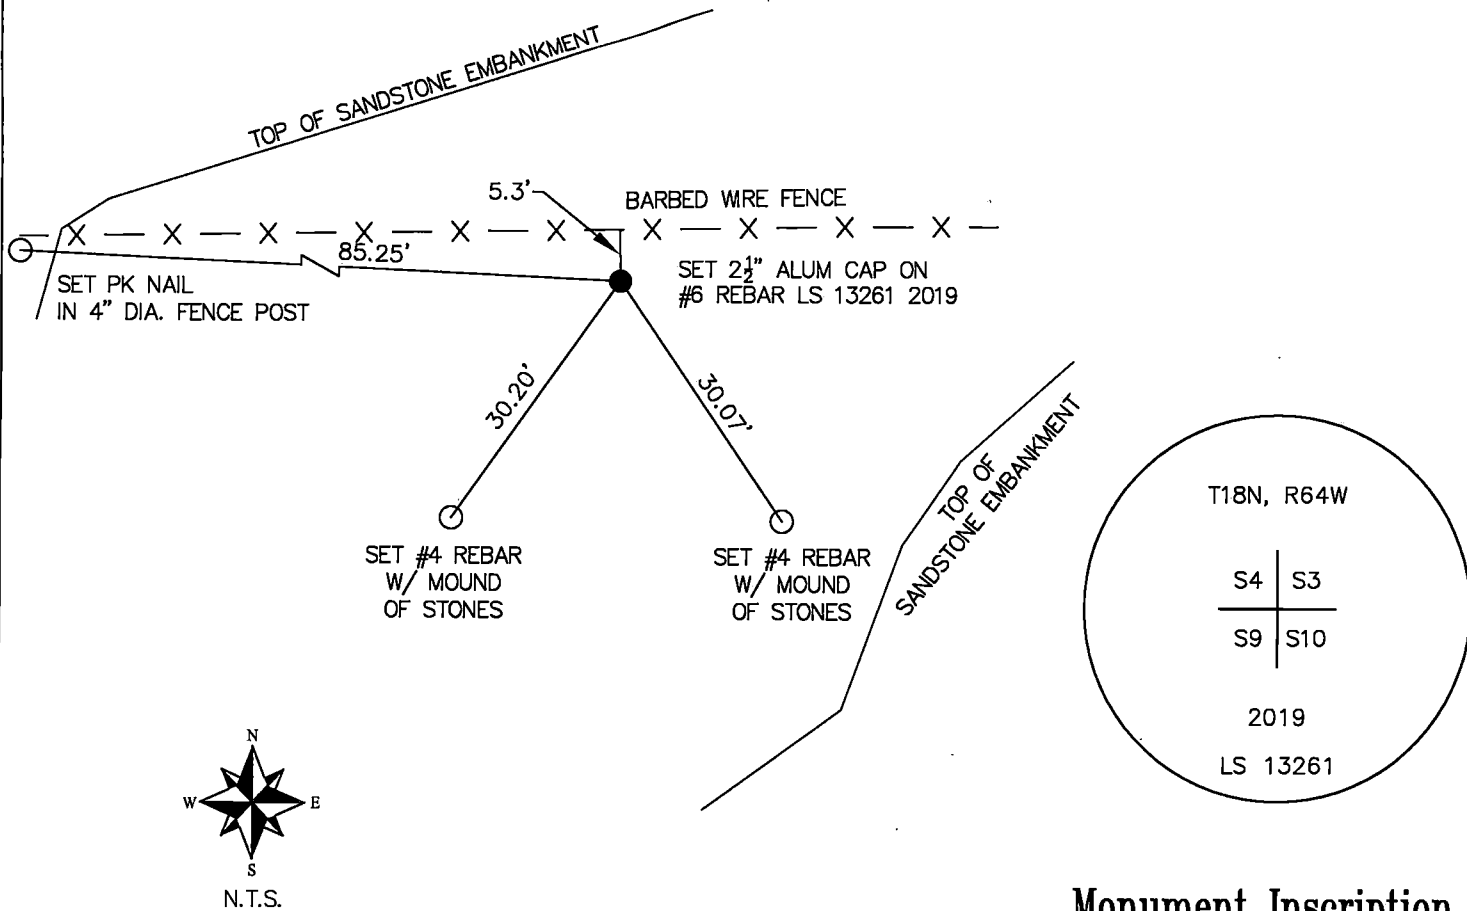 TOP OF SANDSTONE EMBANKMENT
5.3'
BARBED WIRE FENCE
X X X X X X X X X X
85.25'
SET PK NAIL
IN 4" DIA. FENCE POST
SET 2½" ALUM CAP ON
#6 REBAR LS 13261 2019
30.20'
30.07'
SET #4 REBAR
W/ MOUND
OF STONES
SET #4 REBAR
W/ MOUND
OF STONES
TOP OF
SANDSTONE EMBANKMENT
T18N, R64W
S4 S3
S9 S10
2019
LS 13261
N
W E
S
N.T.S.
Monument Inscription